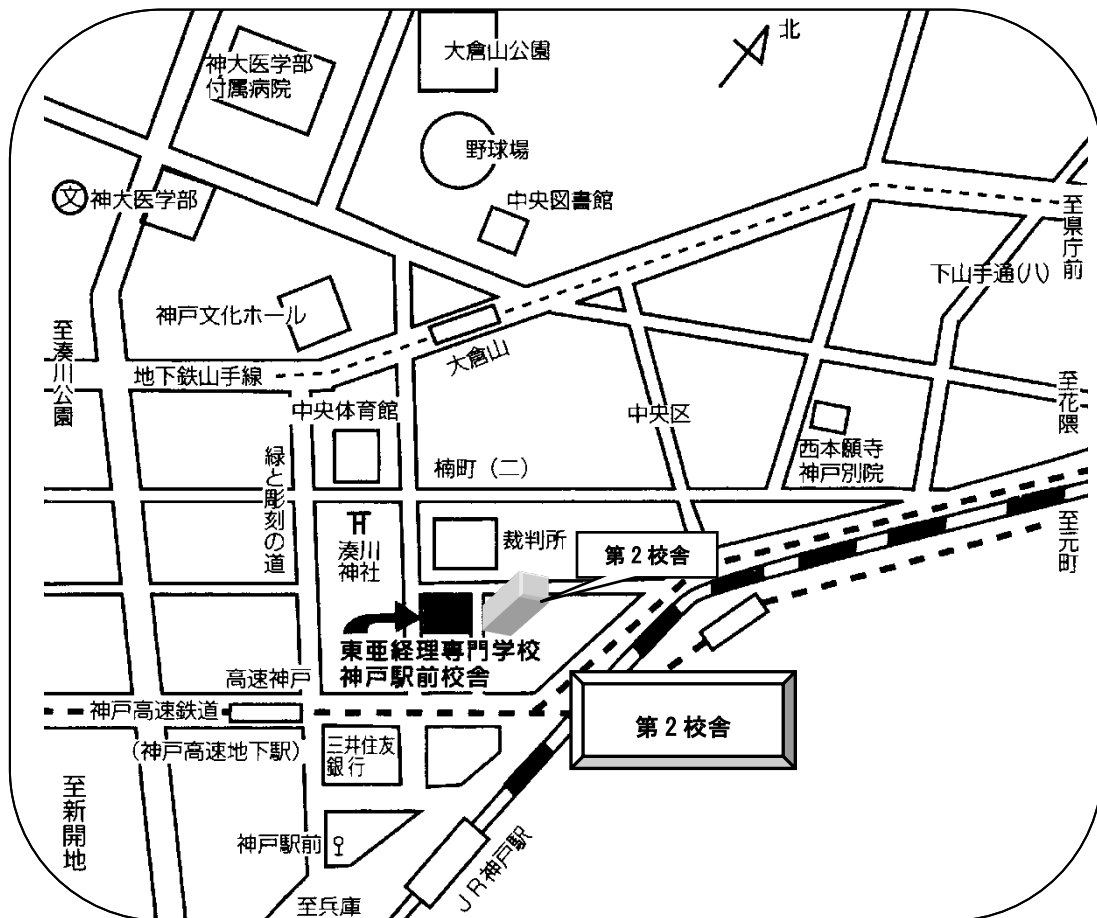 北
大倉山公園
神大医学部
付属病院
野球場
文
神大医学部
中央図書館
至県庁前
下山手通(八)
神戸文化ホール
至湊川公園
大倉山
地下鉄山手線
至花隈
中央体育館
中央区
西本願寺
神戸別院
楠町(二)
緑と彫刻の道
至元町
湊川
神社
裁判所
第2校舎
東亜経理専門学校
神戸駅前校舎
高速神戸
神戸高速鉄道
第2校舎
(神戸高速地下駅)
三井住友
銀行
至新開地
神戸駅前
JR神戸駅
至兵庫